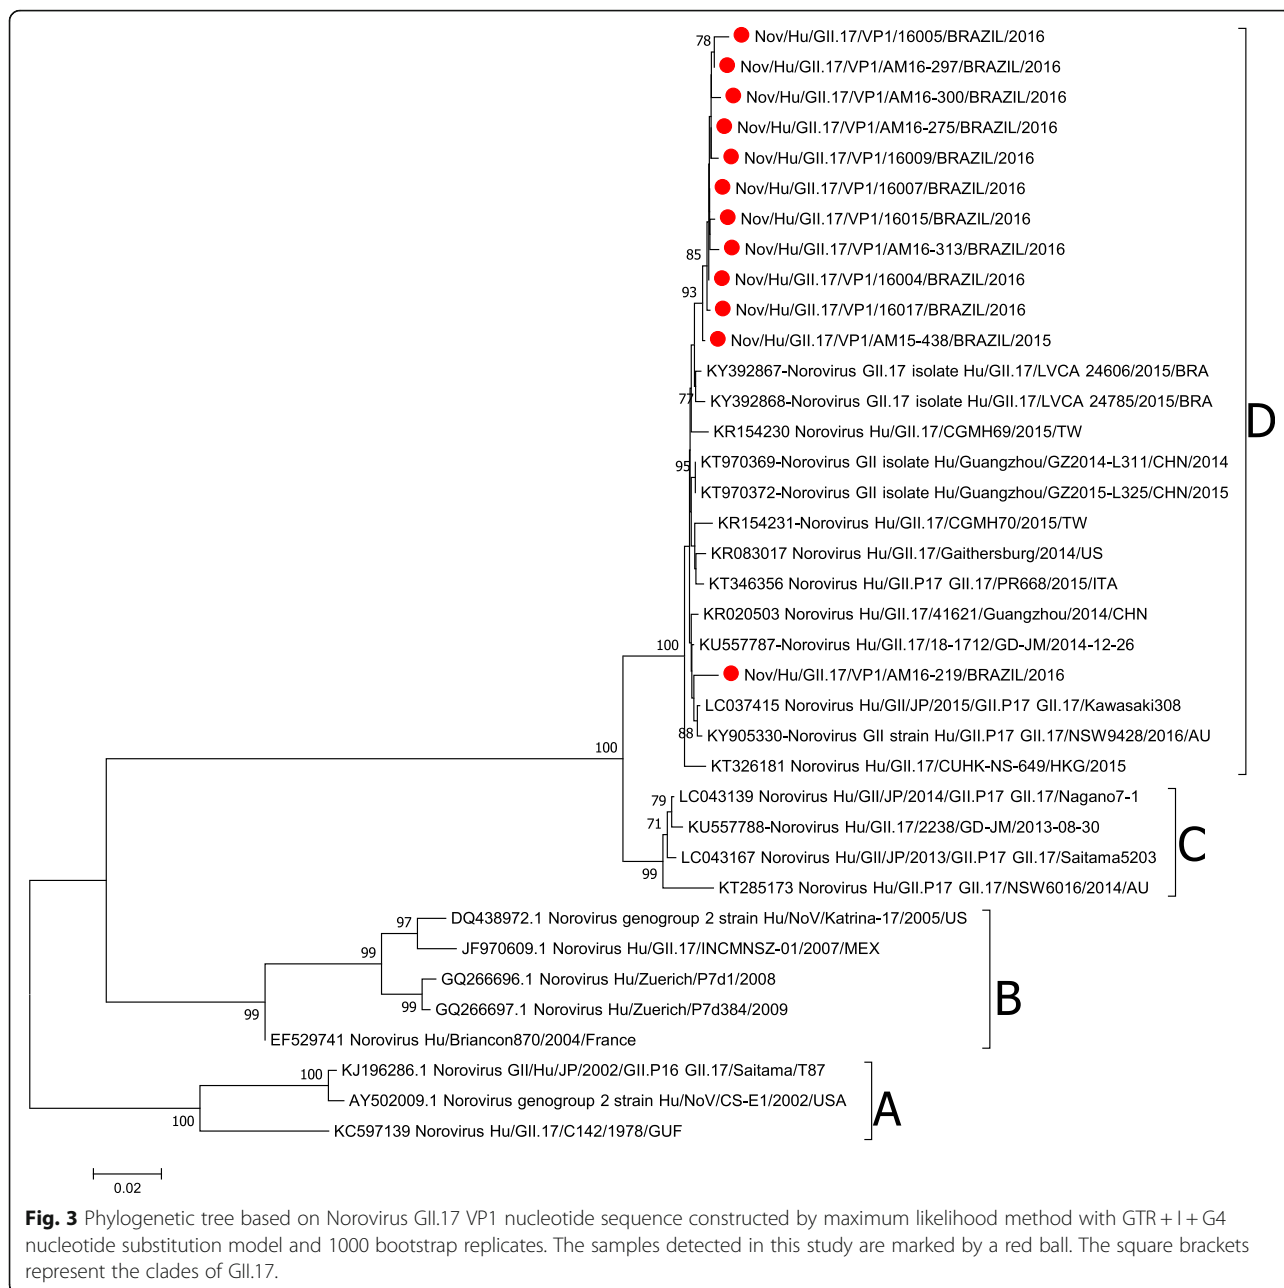 78
Nov/Hu/GII.17/VP1/16005/BRAZIL/2016
Nov/Hu/GII.17/VP1/AM16-297/BRAZIL/2016
Nov/Hu/GII.17/VP1/AM16-300/BRAZIL/2016
Nov/Hu/GII.17/VP1/AM16-275/BRAZIL/2016
Nov/Hu/GII.17/VP1/16009/BRAZIL/2016
Nov/Hu/GII.17/VP1/16007/BRAZIL/2016
Nov/Hu/GII.17/VP1/16015/BRAZIL/2016
85
Nov/Hu/GII.17/VP1/AM16-313/BRAZIL/2016
93
Nov/Hu/GII.17/VP1/16004/BRAZIL/2016
Nov/Hu/GII.17/VP1/16017/BRAZIL/2016
Nov/Hu/GII.17/VP1/AM15-438/BRAZIL/2015
KY392867-Norovirus GII.17 isolate Hu/GII.17/LVCA 24606/2015/BRA
77
KY392868-Norovirus GII.17 isolate Hu/GII.17/LVCA 24785/2015/BRA
D
KR154230 Norovirus Hu/GII.17/CGMH69/2015/TW
95
KT970369-Norovirus GII isolate Hu/Guangzhou/GZ2014-L311/CHN/2014
KT970372-Norovirus GII isolate Hu/Guangzhou/GZ2015-L325/CHN/2015
KR154231-Norovirus Hu/GII.17/CGMH70/2015/TW
KR083017 Norovirus Hu/GII.17/Gaithersburg/2014/US
KT346356 Norovirus Hu/GII.P17 GII.17/PR668/2015/ITA
KR020503 Norovirus Hu/GII.17/41621/Guangzhou/2014/CHN
100
KU557787-Norovirus Hu/GII.17/18-1712/GD-JM/2014-12-26
Nov/Hu/GII.17/VP1/AM16-219/BRAZIL/2016
LC037415 Norovirus Hu/GII/JP/2015/GII.P17 GII.17/Kawasaki308
88
KY905330-Norovirus GII strain Hu/GII.P17 GII.17/NSW9428/2016/AU
100
KT326181 Norovirus Hu/GII.17/CUHK-NS-649/HKG/2015
79
LC043139 Norovirus Hu/GII/JP/2014/GII.P17 GII.17/Nagano7-1
71
KU557788-Norovirus Hu/GII.17/2238/GD-JM/2013-08-30
C
LC043167 Norovirus Hu/GII/JP/2013/GII.P17 GII.17/Saitama5203
99
KT285173 Norovirus Hu/GII.P17 GII.17/NSW6016/2014/AU
97
DQ438972.1 Norovirus genogroup 2 strain Hu/NoV/Katrina-17/2005/US
99
JF970609.1 Norovirus Hu/GII.17/INCMNSZ-01/2007/MEX
GQ266696.1 Norovirus Hu/Zuerich/P7d1/2008
B
99
GQ266697.1 Norovirus Hu/Zuerich/P7d384/2009
99
EF529741 Norovirus Hu/Briancon870/2004/France
100
KJ196286.1 Norovirus GII/Hu/JP/2002/GII.P16 GII.17/Saitama/T87
AY502009.1 Norovirus genogroup 2 strain Hu/NoV/CS-E1/2002/USA
A
100
KC597139 Norovirus Hu/GII.17/C142/1978/GUF
0.02
Fig. 3 Phylogenetic tree based on Norovirus GII.17 VP1 nucleotide sequence constructed by maximum likelihood method with GTR + I + G4
nucleotide substitution model and 1000 bootstrap replicates. The samples detected in this study are marked by a red ball. The square brackets
represent the clades of GII.17.